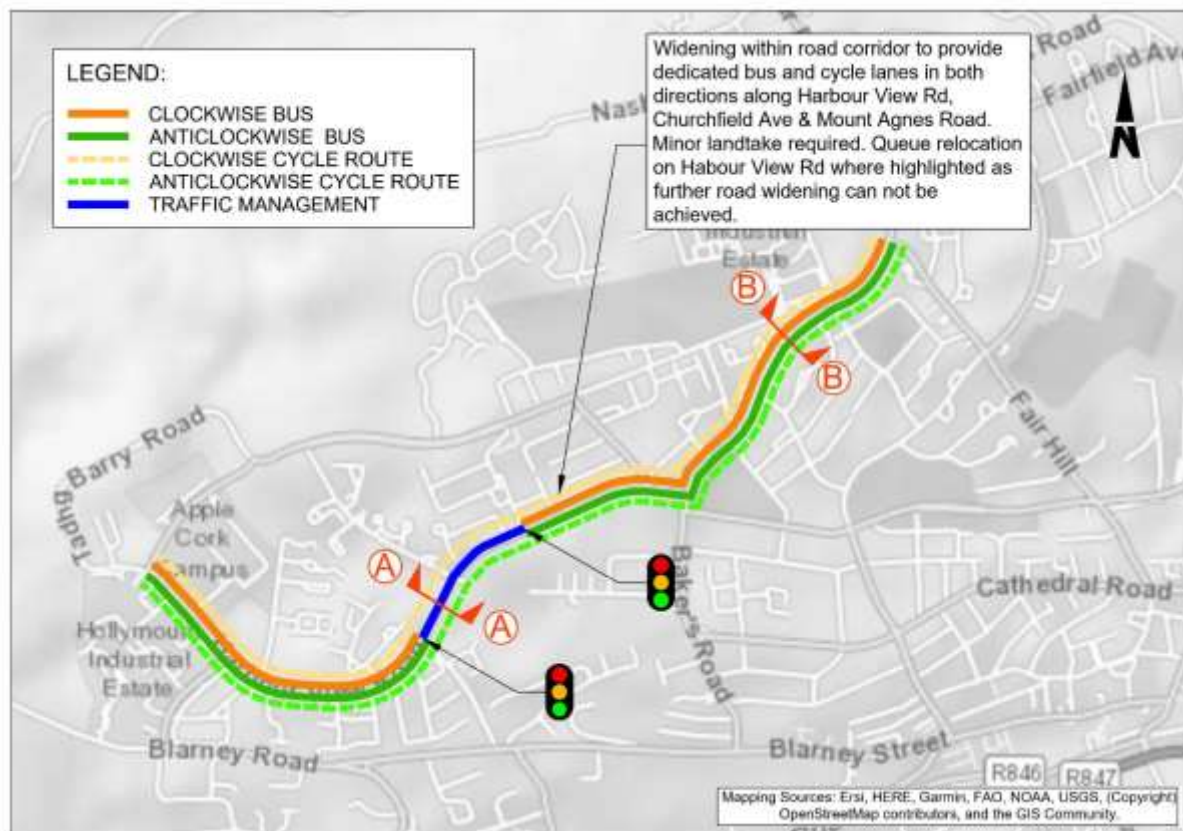 LEGEND:
CLOCKWISE BUS
ANTICLOCKWISE BUS
CLOCKWISE CYCLE ROUTE
ANTICLOCKWISE CYCLE ROUTE
TRAFFIC MANAGEMENT
Widening within road corridor to provide
dedicated bus and cycle lanes in both
directions along Harbour View Rd,
Churchfield Ave & Mount Agnes Road.
Minor landtake required. Queue relocation
on Habour View Rd where highlighted as
further road widening can not be
achieved.
Road
Fairfield Ave
N
Estate
B
B
Fair Hill
Barry Road
Tadhg
Apple
Cork
Campus
A
A
Baker's Road
Cathedral Road
Hollymount
Industrial
Estate
Blarney Road
Blarney Street
R846
R847
Mapping Sources: Ersi, HERE, Garmin, FAO, NOAA, USGS, (Copyright)
OpenStreetMap contributors, and the GIS Community.